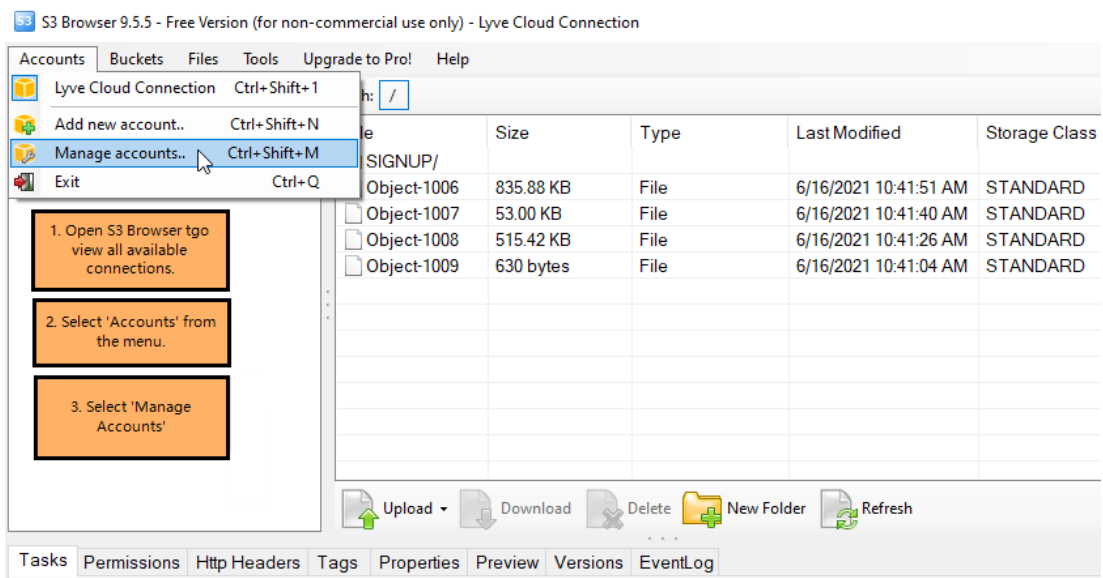 S3 S3 Browser 9.5.5 - Free Version (for non-commercial use only) - Lyve Cloud Connection
Accounts Buckets Files Tools Upgrade to Pro! Help
Lyve Cloud Connection Ctrl+Shift+1
h: /
Add new account.. Ctrl+Shift+N
Manage accounts.. Ctrl+Shift+M
Exit Ctrl+Q
le Size Type Last Modified Storage Class
SIGNUP/
Object-1006 835.88 KB File 6/16/2021 10:41:51 AM STANDARD
Object-1007 53.00 KB File 6/16/2021 10:41:40 AM STANDARD
Object-1008 515.42 KB File 6/16/2021 10:41:26 AM STANDARD
Object-1009 630 bytes File 6/16/2021 10:41:04 AM STANDARD
1. Open S3 Browser tgo
view all available
connections.
2. Select 'Accounts' from
the menu.
3. Select 'Manage
Accounts'
Upload Download Delete New Folder Refresh
Tasks Permissions Http Headers Tags Properties Preview Versions EventLog